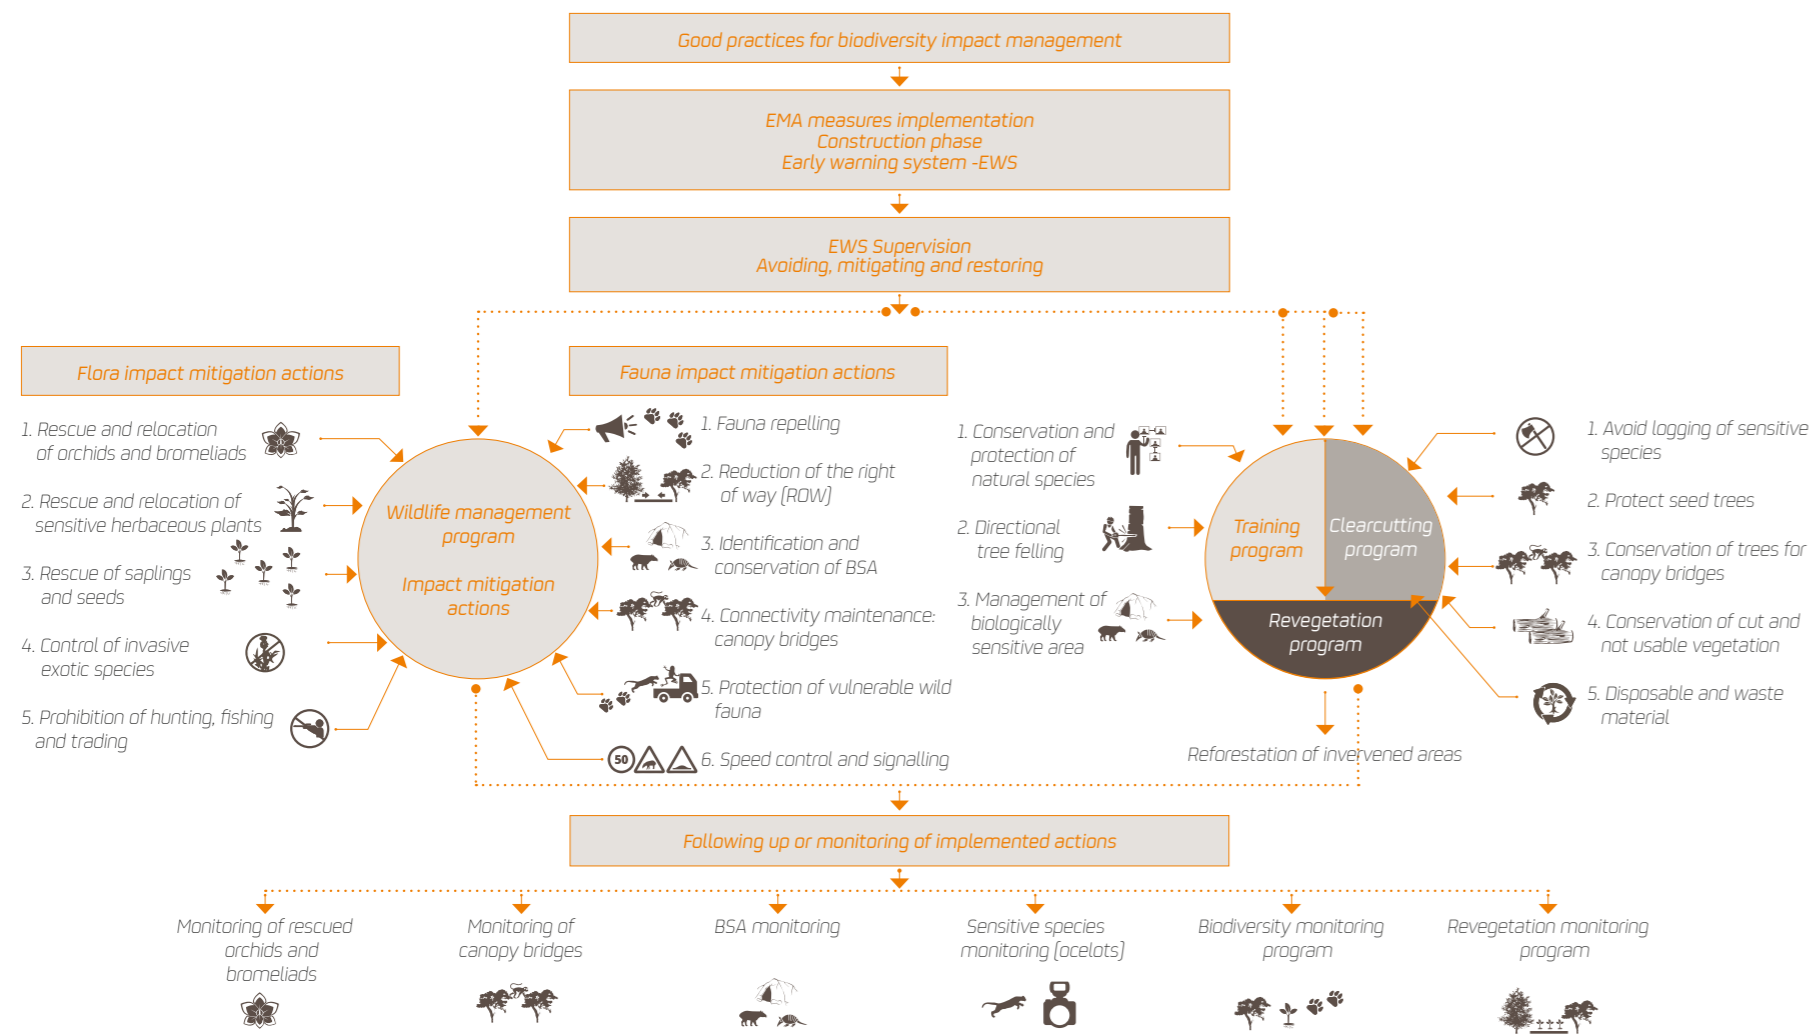 Good practices for biodiversity impact management
EMA measures implementation
Construction phase
Early warning system -EWS
EWS Supervision
Avoiding, mitigating and restoring
Flora impact mitigation actions
1. Rescue and relocation
of orchids and bromeliads
2. Rescue and relocation of
sensitive herbaceous plants
3. Rescue of saplings
and seeds
4. Control of invasive
exotic species
5. Prohibition of hunting, fishing
and trading
Wildlife management
program
Impact mitigation
actions
Fauna impact mitigation actions
1. Fauna repelling
2. Reduction of the right
of way (ROW)
3. Identification and
conservation of BSA
4. Connectivity maintenance:
canopy bridges
5. Protection of vulnerable wild
fauna
50
6. Speed control and signalling
1. Conservation and
protection of
natural species
2. Directional
tree felling
3. Management of
biologically
sensitive area
Training
program
Clearcutting
program
Revegetation
program
1. Avoid logging of sensitive
species
2. Protect seed trees
3. Conservation of trees for
canopy bridges
4. Conservation of cut and
not usable vegetation
5. Disposable and waste
material
Reforestation of invervened areas
Following up or monitoring of implemented actions
Monitoring of rescued
orchids and
bromeliads
Monitoring of
canopy bridges
BSA monitoring
Sensitive species
monitoring (ocelots)
Biodiversity monitoring
program
Revegetation monitoring
program